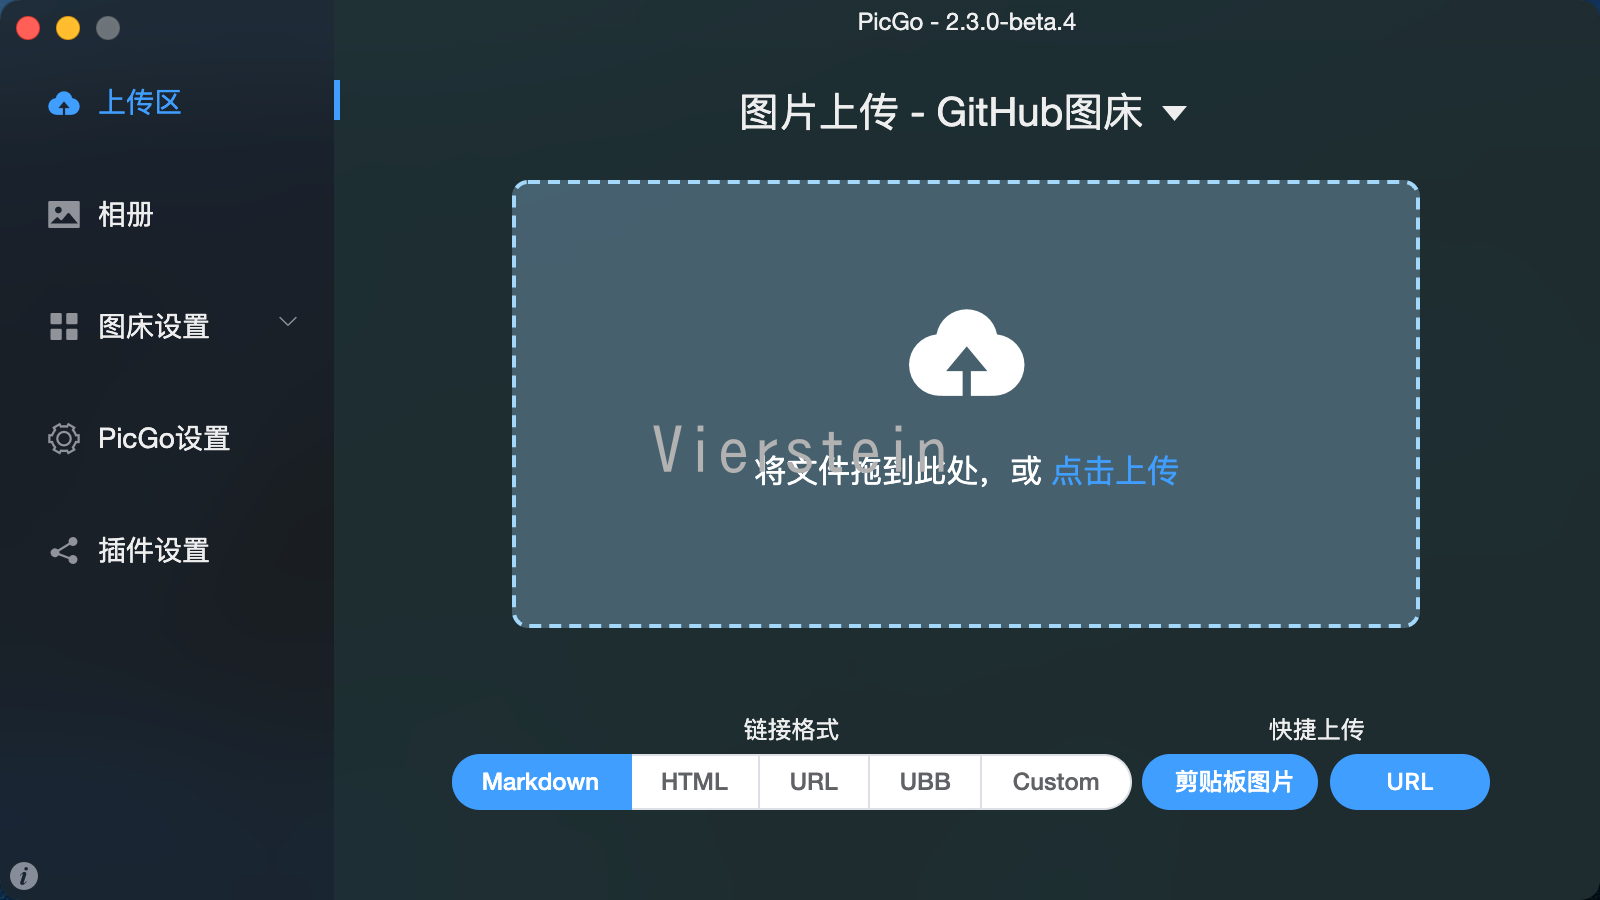 PicGo - 2.3.0-beta.4
上传区
图片上传 - GitHub图床
相册
图床设置
PicGo设置
插件设置
Vierstein
将文件拖到此处，或 点击上传
链接格式
快捷上传
Markdown HTML URL UBB Custom 剪贴板图片 URL
i